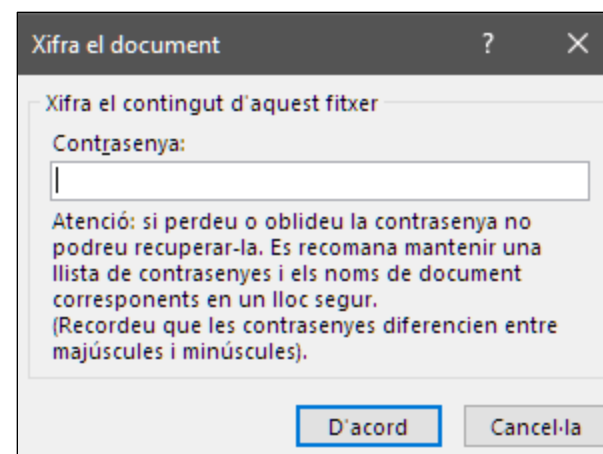 Xifra el document
Xifra el contingut d'aquest fitxer
Contrasenya:
Atenció: si perdeu o oblideu la contrasenya no
podreu recuperar-la. Es recomana mantenir una
llista de contrasenyes i els noms de document
corresponents en un lloc segur.
(Recordeu que les contrasenyes diferencien entre
majúscules i minúscules).
D'acord Cancel·la